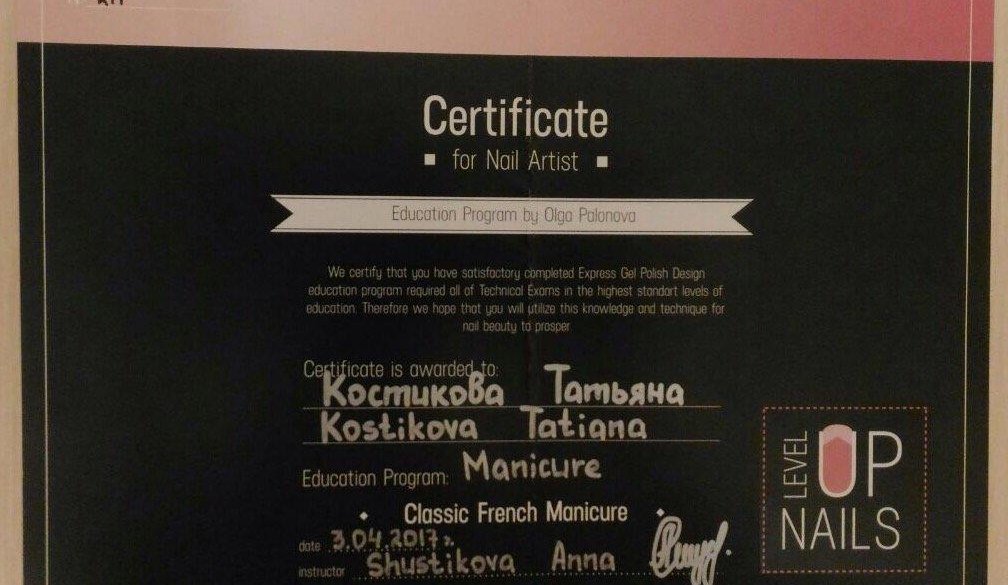 Certificate
for Nail Artist
Education Program by Olga Palonova
We certify that you have satisfactory completed Express Gel Polish Design
education program required all of Technical Exams in the highest standart levels of
education. Therefore we hope that you will utilize this knowledge and technique for
nail beauty to prosper
Certificate is awarded to:
Костикова Татьяна
Kostikova Tatiana
Education Program: Manicure
Classic French Manicure
date 3.04.2017 г.
instructor Shustikova Anna
LEVEL
UP
NAILS